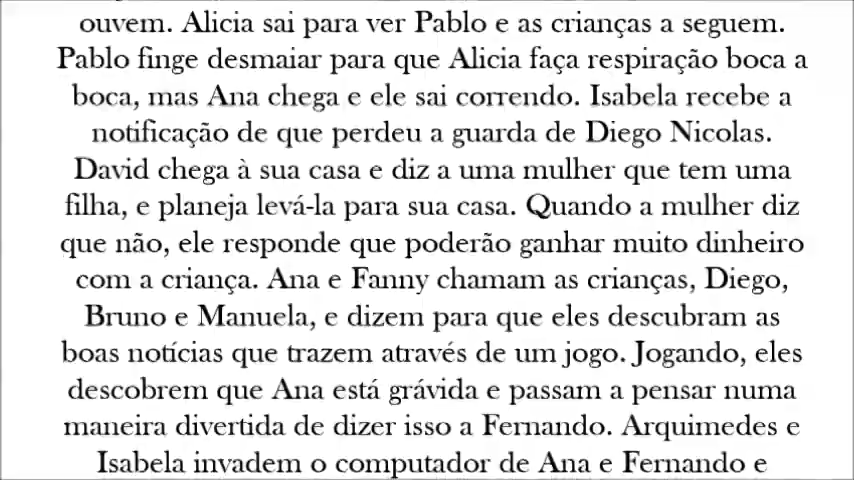 ouvem. Alicia sai para ver Pablo e as crianças a seguem.
Pablo finge desmaiar para que Alicia faça respiração boca a
boca, mas Ana chega e ele sai correndo. Isabela recebe a
notificação de que perdeu a guarda de Diego Nicolas.
David chega à sua casa e diz a uma mulher que tem uma
filha, e planeja levá-la para sua casa. Quando a mulher diz
que não, ele responde que poderão ganhar muito dinheiro
com a criança. Ana e Fanny chamam as crianças, Diego,
Bruno e Manuela, e dizem para que eles descubram as
boas notícias que trazem através de um jogo. Jogando, eles
descobrem que Ana está grávida e passam a pensar numa
maneira divertida de dizer isso a Fernando. Arquimedes e
Isabela invadem o computador de Ana e Fernando e